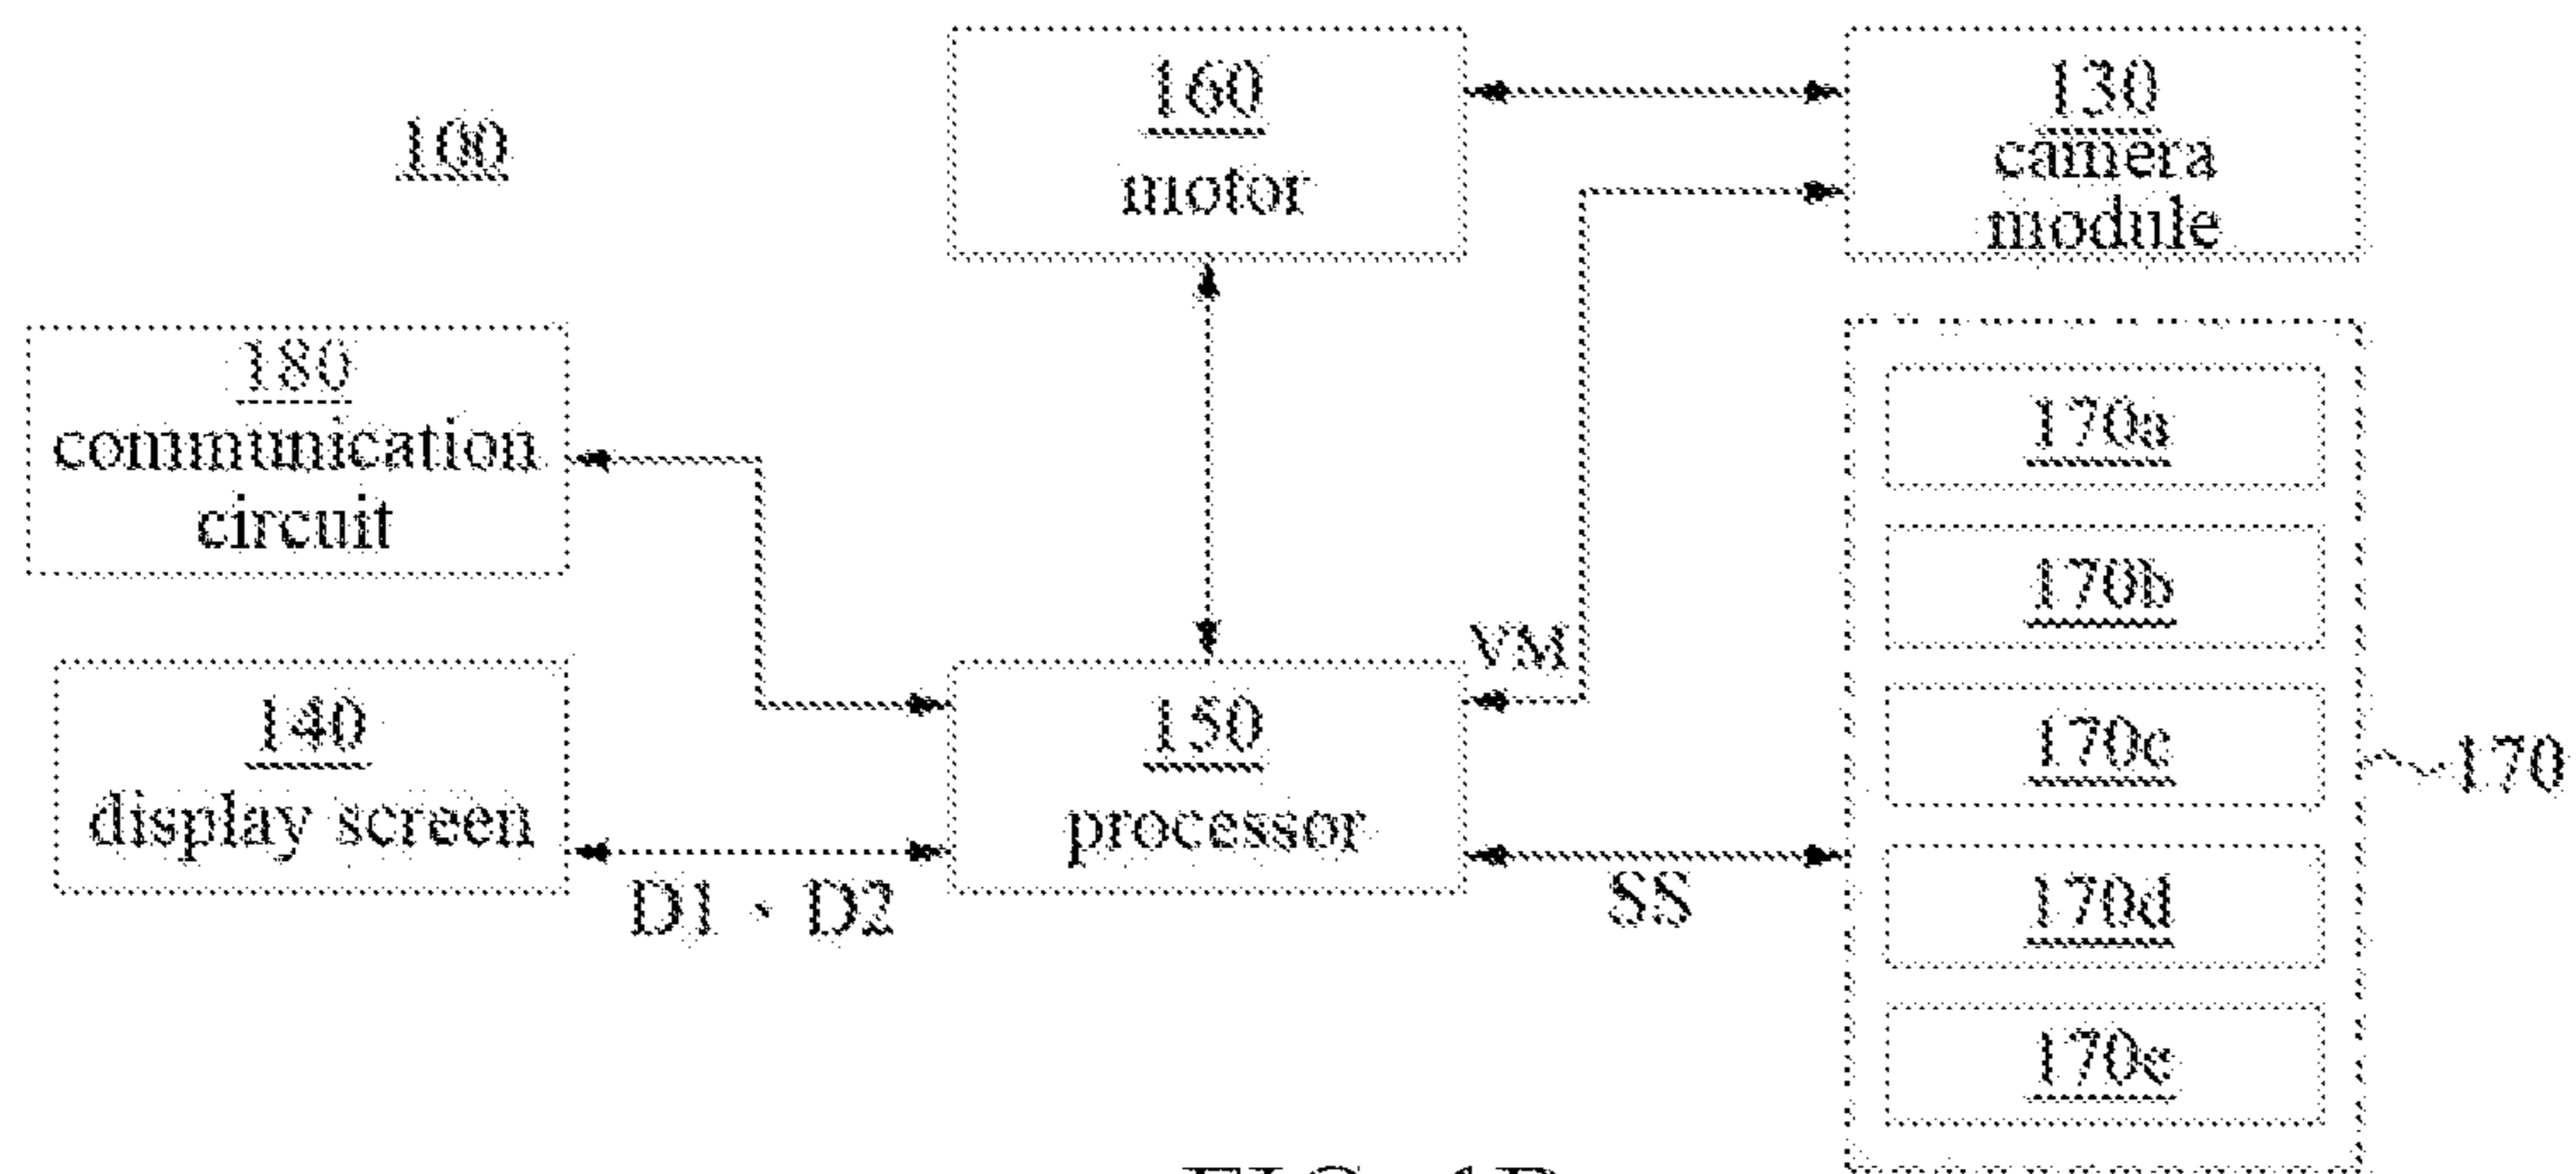 100
160
motor
130
camera
module
180
communication
circuit
140
display screen
150
processor
VM
D1 · D2
SS
170a
170b
170c
170d
170e
170